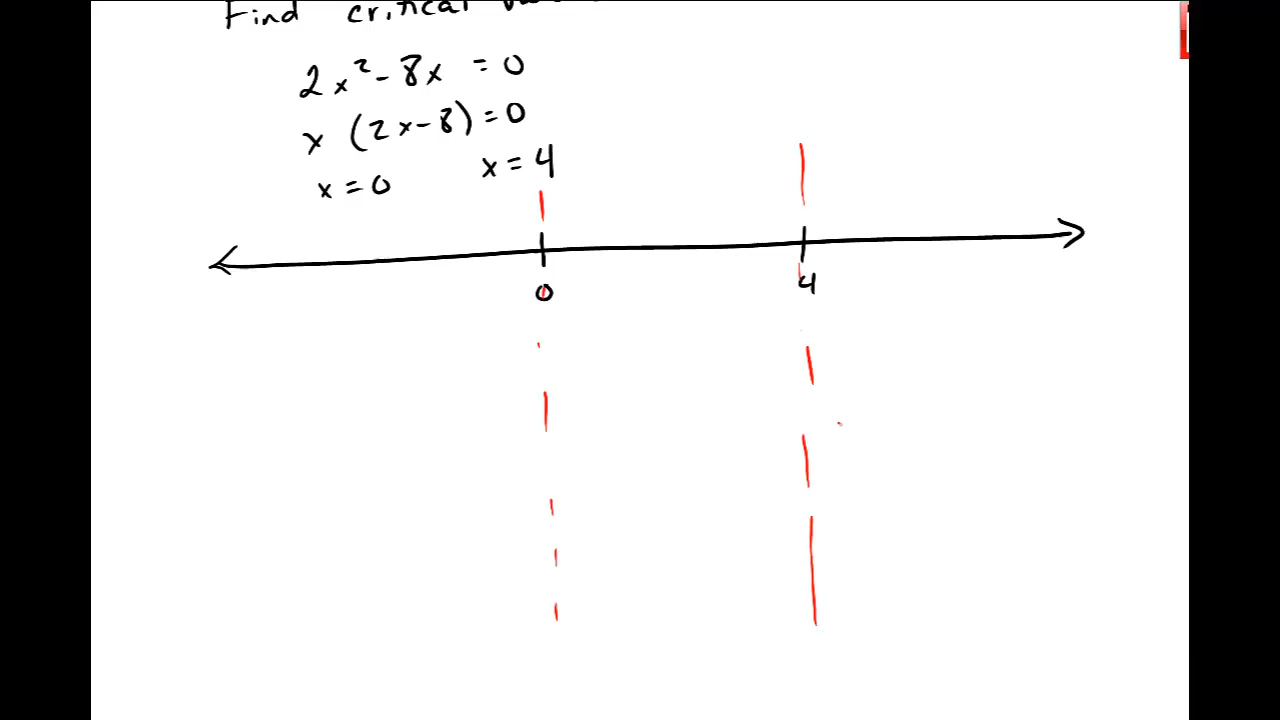 Find critical
2x² - 8x = 0
x (2x - 8) = 0
x = 0 x = 4
0 4